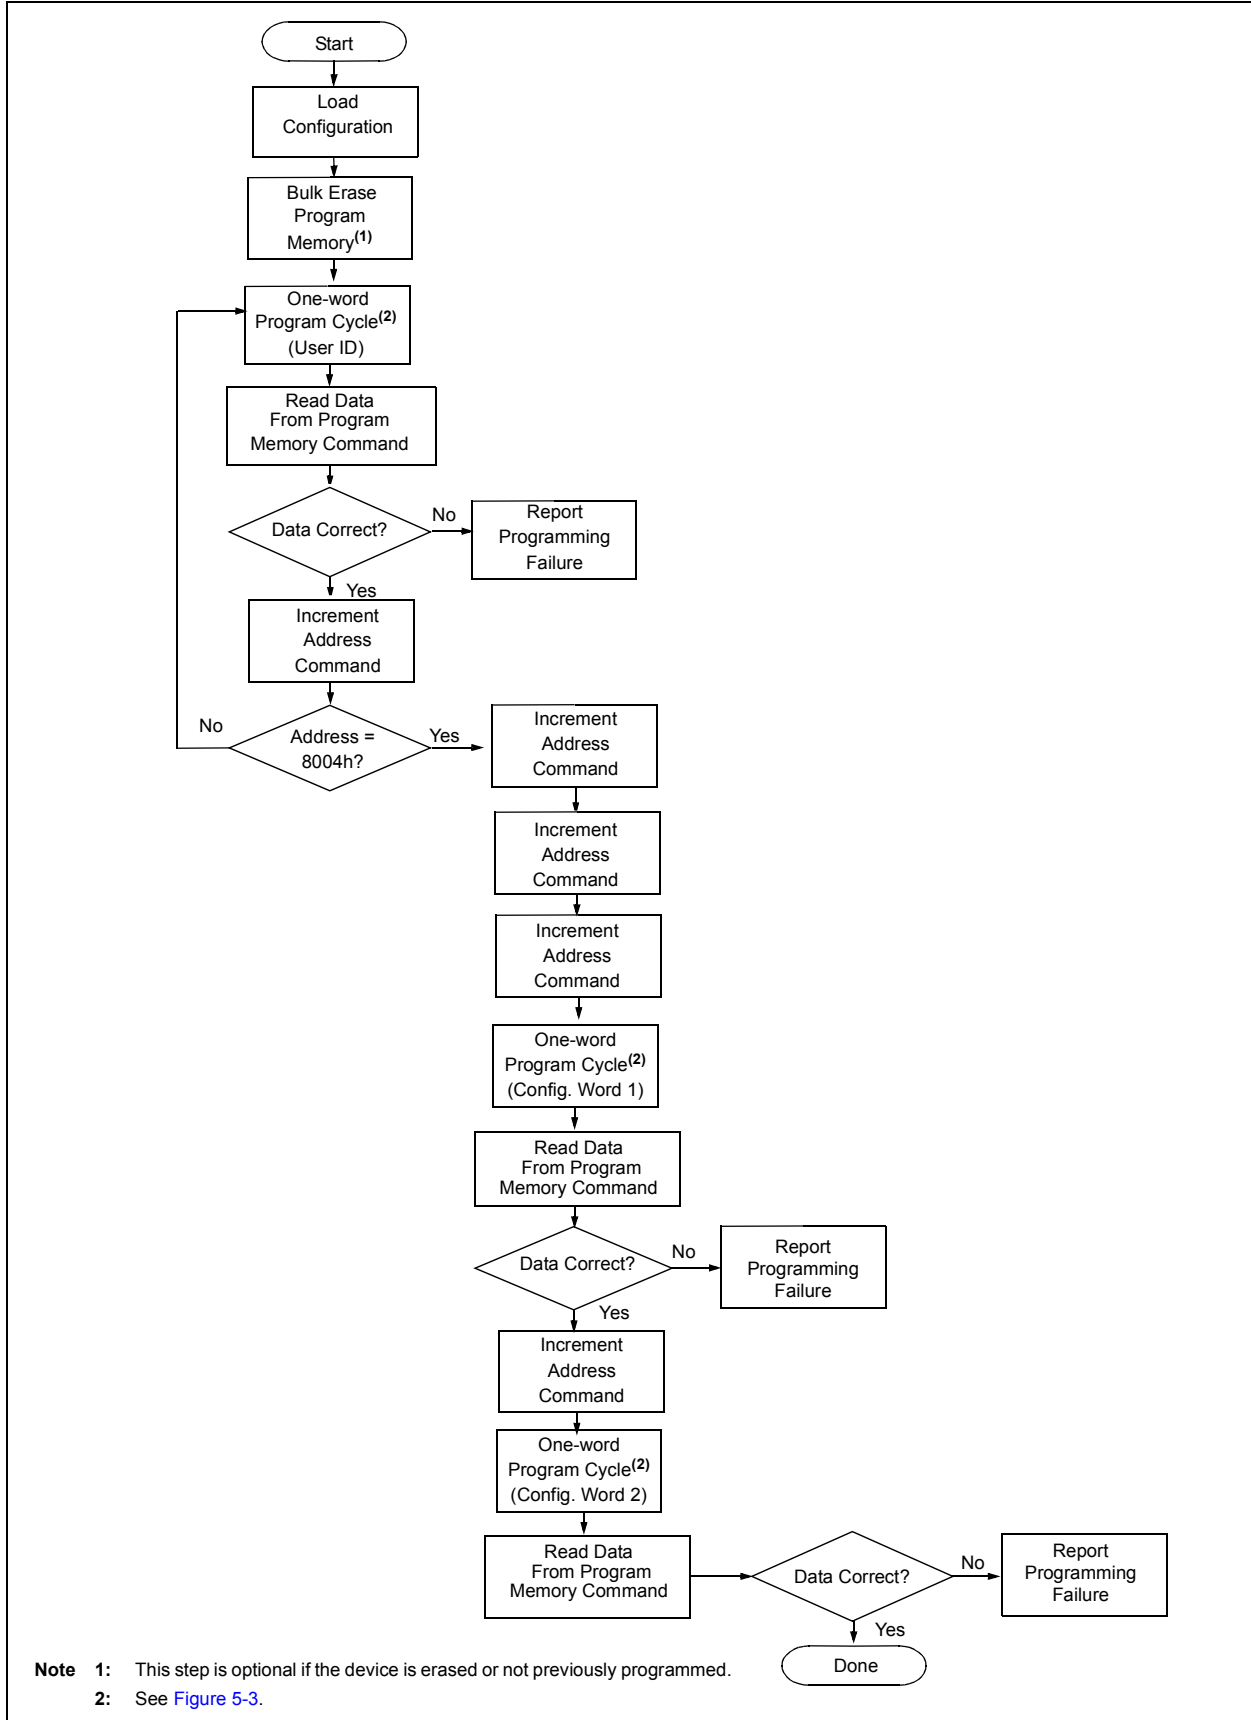 Start
Load
Configuration
Bulk Erase
Program
Memory(1)
One-word
Program Cycle(2)
(User ID)
Read Data
From Program
Memory Command
Data Correct?
No
Report
Programming
Failure
Yes
Increment
Address
Command
No
Address =
8004h?
Yes
Increment
Address
Command
Increment
Address
Command
Increment
Address
Command
One-word
Program Cycle(2)
(Config. Word 1)
Read Data
From Program
Memory Command
Data Correct?
No
Report
Programming
Failure
Yes
Increment
Address
Command
One-word
Program Cycle(2)
(Config. Word 2)
Read Data
From Program
Memory Command
Data Correct?
No
Report
Programming
Failure
Yes
Done
Note 1: This step is optional if the device is erased or not previously programmed.
2: See Figure 5-3.